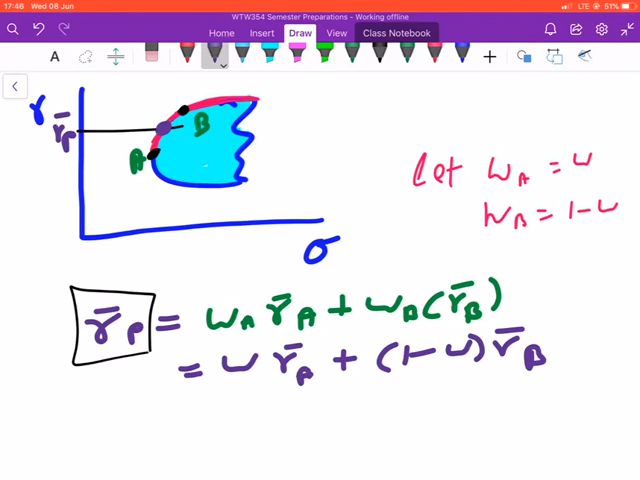 17:46 Wed 08 Jun LTE 51%
WTW354 Semester Preparations - Working offline
Home Insert Draw View Class Notebook
A
r
r̄p
A
B
σ
let wA = w
wB = 1-w
r̄p = wA r̄A + wB(r̄B)
= w r̄A + (1-w) r̄B